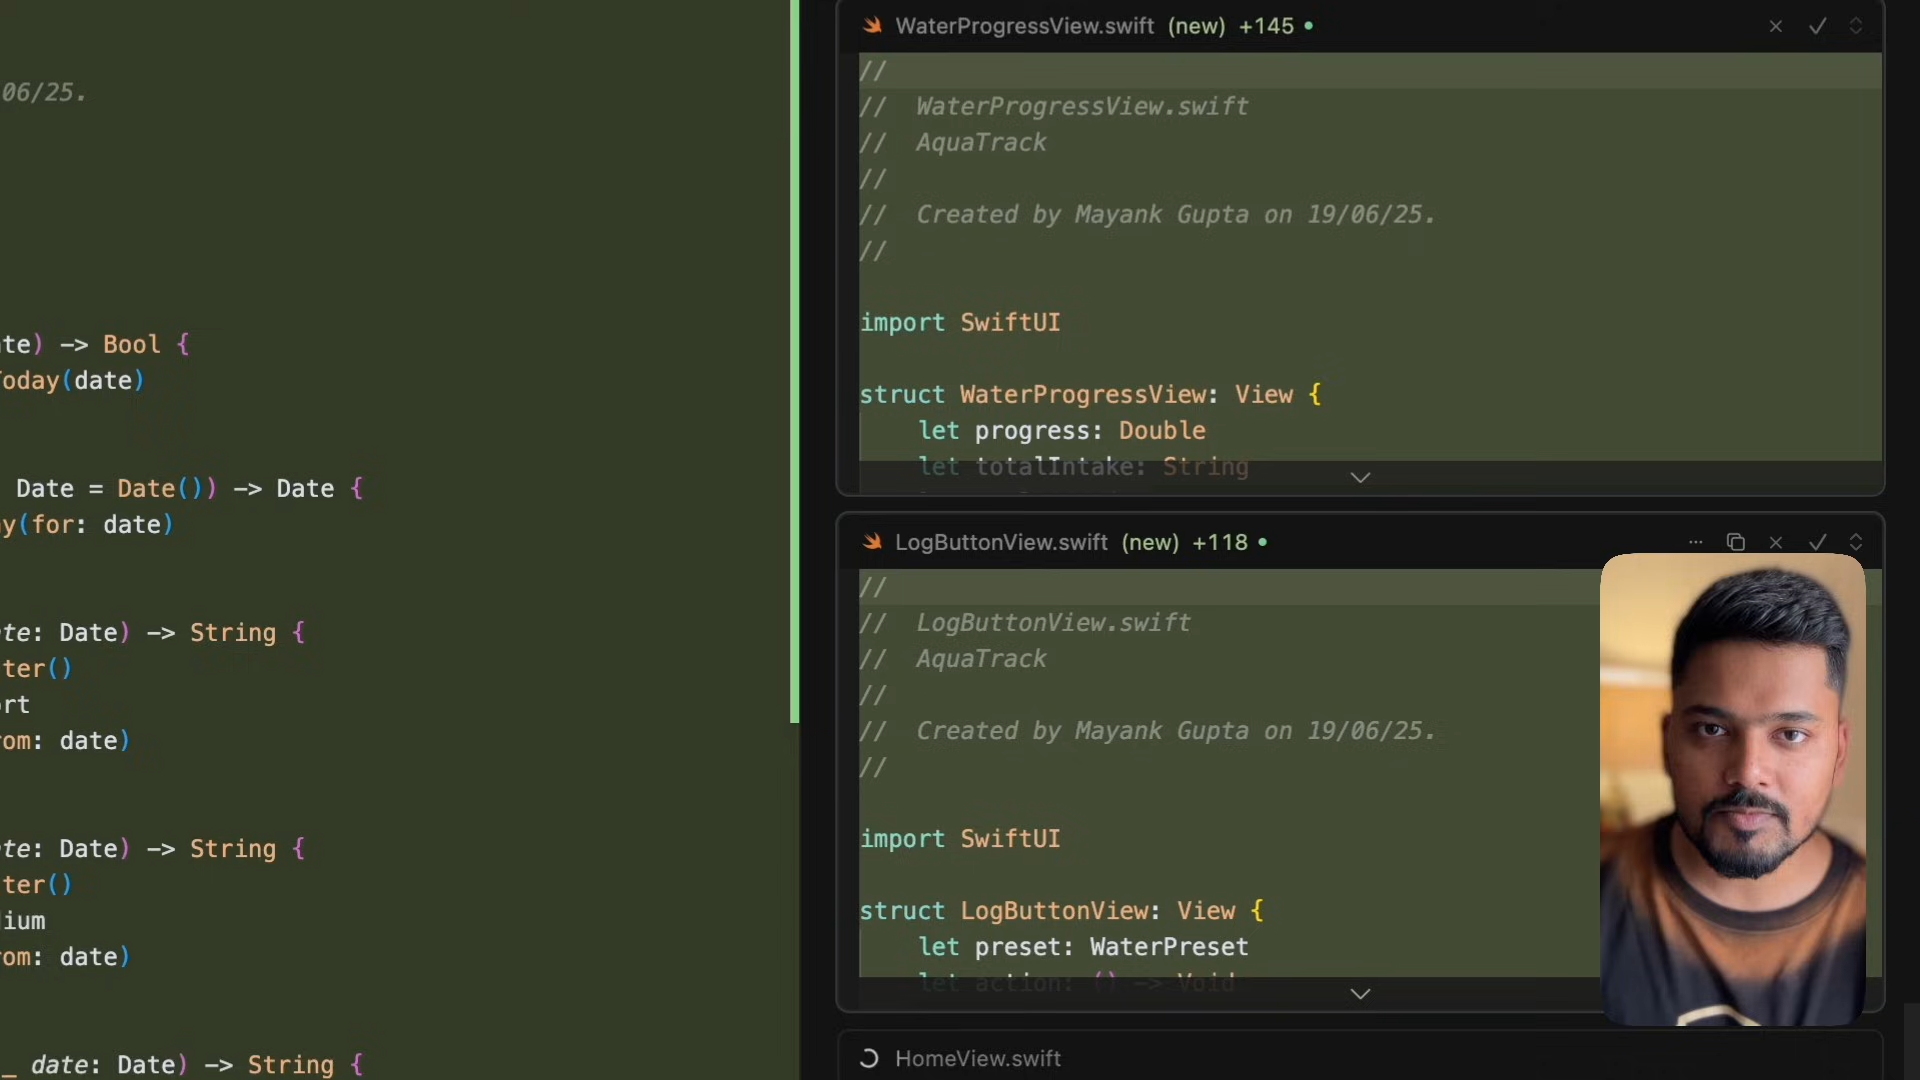 06/25.
te) -> Bool {
oday(date)
Date = Date()) -> Date {
y(for: date)
te: Date) -> String {
ter()
rt
om: date)
te: Date) -> String {
ter()
ium
om: date)
_ date: Date) -> String {
WaterProgressView.swift (new) +145
//
// WaterProgressView.swift
// AquaTrack
//
// Created by Mayank Gupta on 19/06/25.
//
import SwiftUI
struct WaterProgressView: View {
let progress: Double
let totalIntake: String
LogButtonView.swift (new) +118
//
// LogButtonView.swift
// AquaTrack
//
// Created by Mayank Gupta on 19/06/25.
//
import SwiftUI
struct LogButtonView: View {
let preset: WaterPreset
let action: () -> Void
HomeView.swift